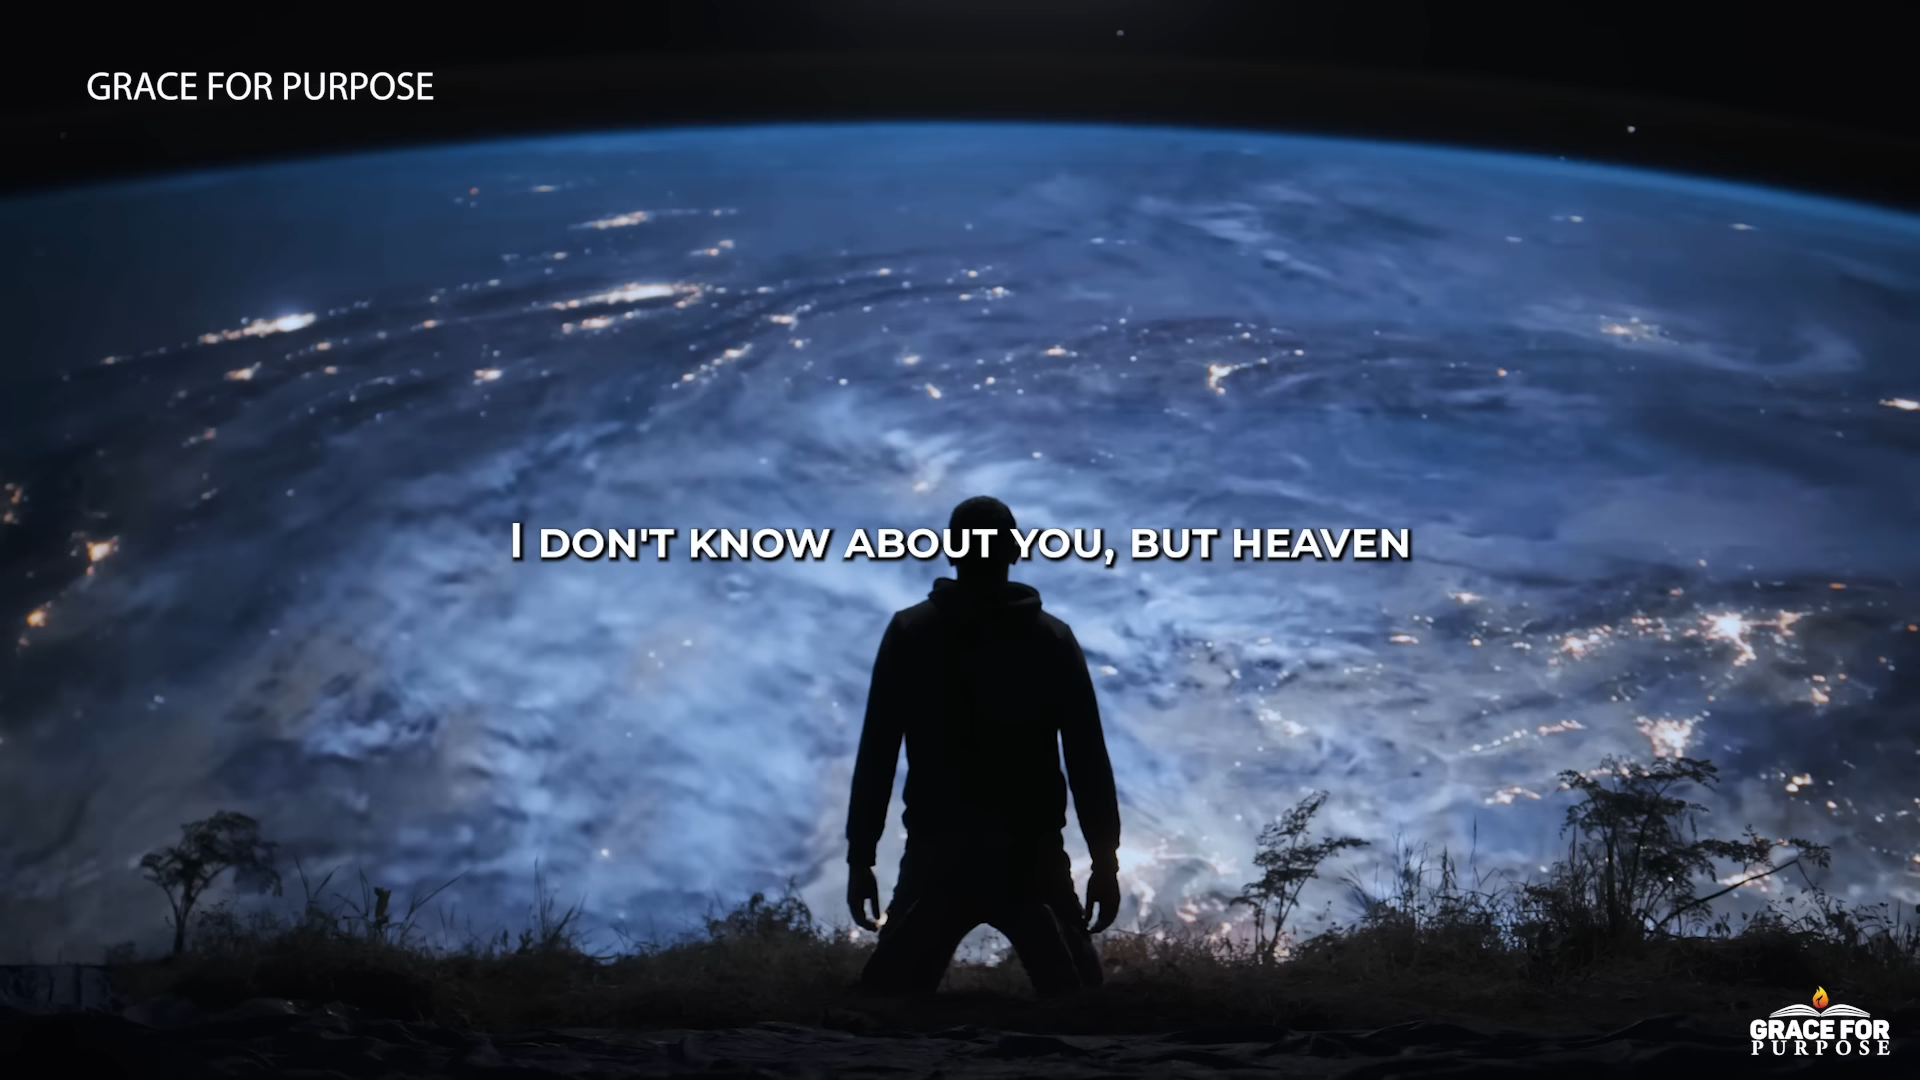 GRACE FOR PURPOSE
I DON'T KNOW ABOUT YOU, BUT HEAVEN
GRACE FOR
PURPOSE